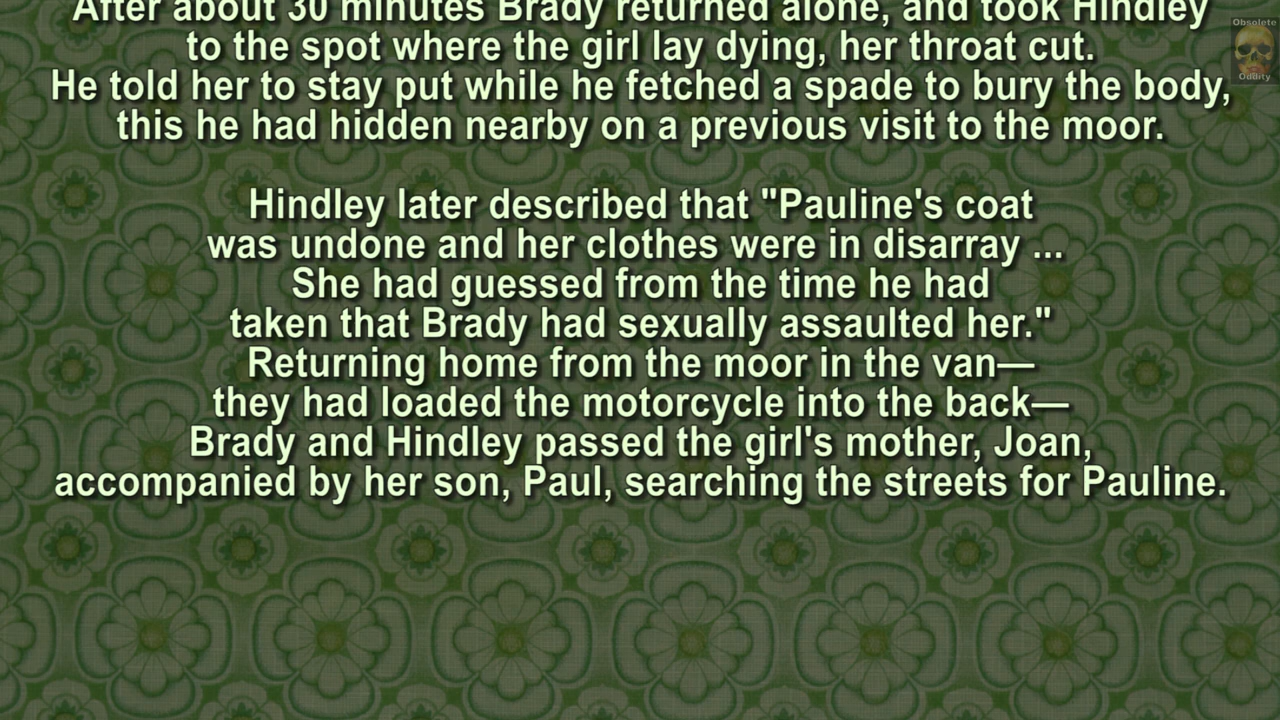 After about 30 minutes Brady returned alone, and took Hindley
to the spot where the girl lay dying, her throat cut.
He told her to stay put while he fetched a spade to bury the body,
this he had hidden nearby on a previous visit to the moor.
Hindley later described that "Pauline's coat
was undone and her clothes were in disarray ...
She had guessed from the time he had
taken that Brady had sexually assaulted her."
Returning home from the moor in the van—
they had loaded the motorcycle into the back—
Brady and Hindley passed the girl's mother, Joan,
accompanied by her son, Paul, searching the streets for Pauline.
Obsolete
Oddity